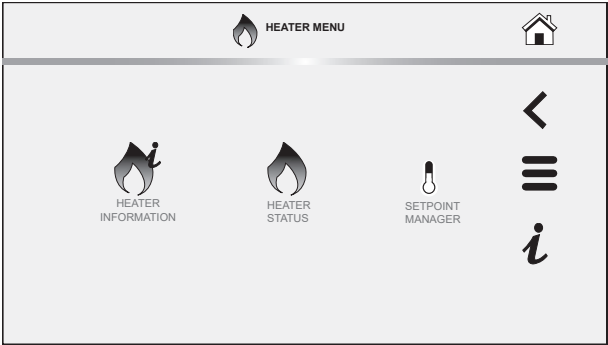 HEATER MENU
HEATER
INFORMATION
HEATER
STATUS
SETPOINT
MANAGER